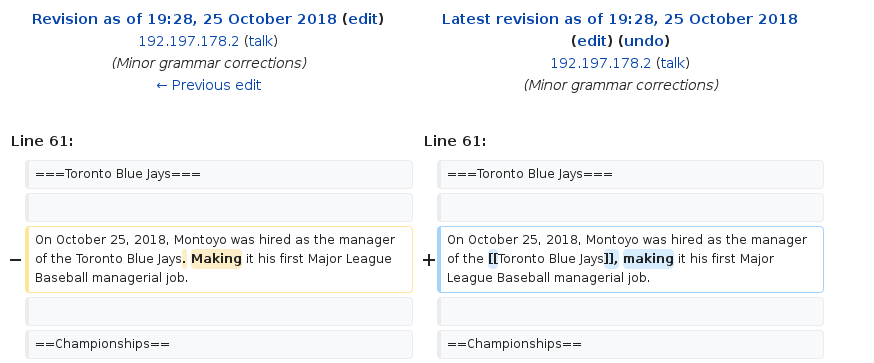 Revision as of 19:28, 25 October 2018 (edit)
192.197.178.2 (talk)
(Minor grammar corrections)
← Previous edit
Latest revision as of 19:28, 25 October 2018
(edit) (undo)
192.197.178.2 (talk)
(Minor grammar corrections)
Line 61:
Line 61:
===Toronto Blue Jays===
===Toronto Blue Jays===
− On October 25, 2018, Montoyo was hired as the manager
of the Toronto Blue Jays. Making it his first Major League
Baseball managerial job.
+ On October 25, 2018, Montoyo was hired as the manager
of the [[Toronto Blue Jays]], making it his first Major
League Baseball managerial job.
==Championships==
==Championships==